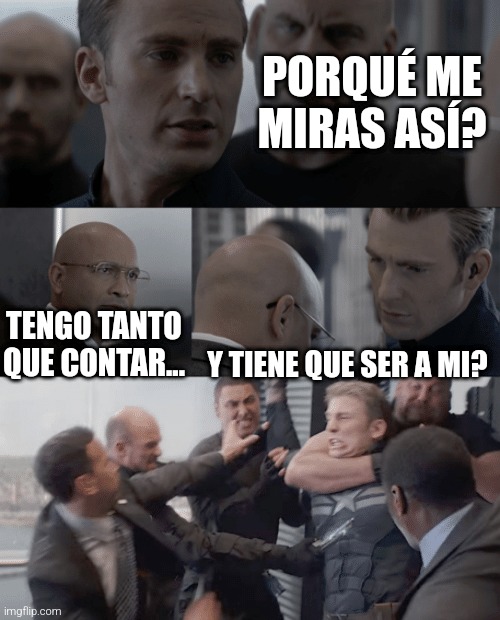 PORQUÉ ME
MIRAS ASÍ?
TENGO TANTO
QUE CONTAR...
Y TIENE QUE SER A MI?
imgflip.com